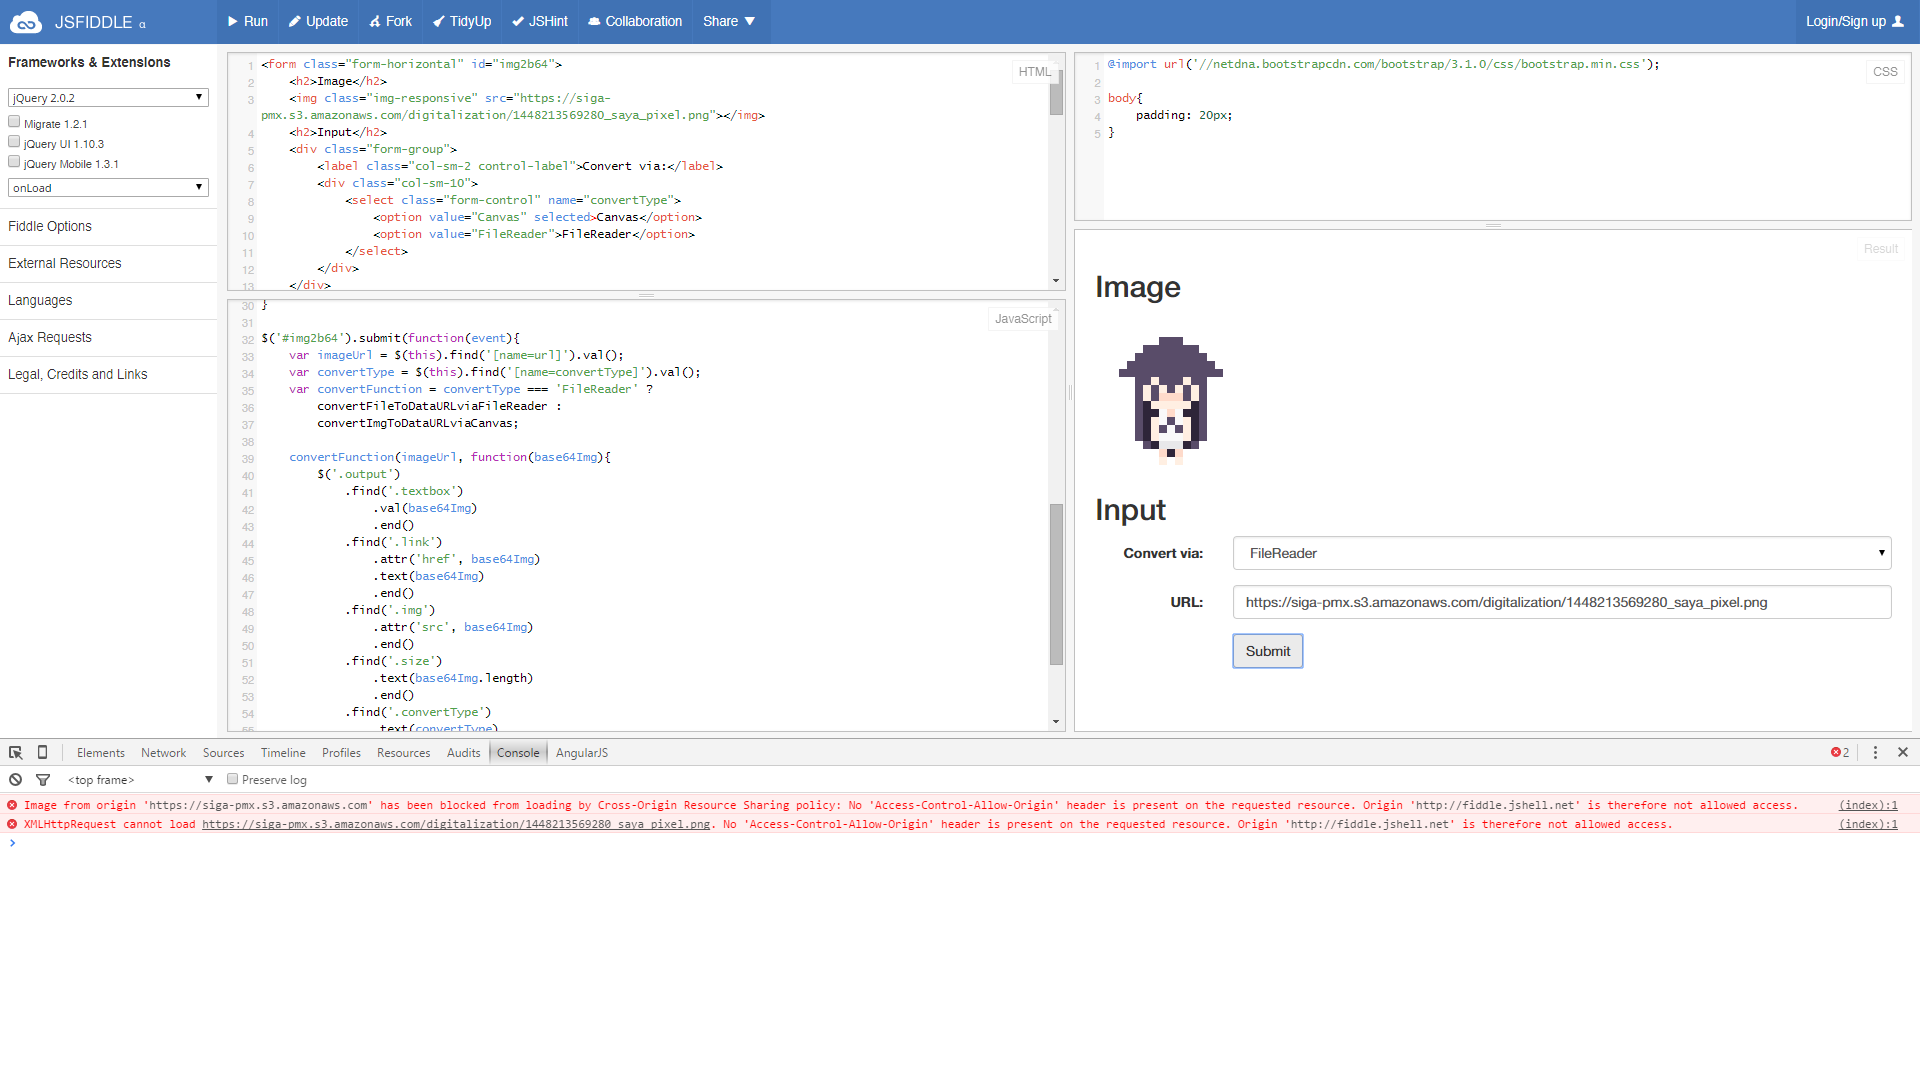 JSFIDDLE α
Run
Update
Fork
TidyUp
JSHint
Collaboration
Share
Login/Sign up
Frameworks & Extensions
jQuery 2.0.2
Migrate 1.2.1
jQuery UI 1.10.3
jQuery Mobile 1.3.1
onLoad
Fiddle Options
External Resources
Languages
Ajax Requests
Legal, Credits and Links
HTML
1 <form class="form-horizontal" id="img2b64">
2 <h2>Image</h2>
3 <img class="img-responsive" src="https://siga-
pmx.s3.amazonaws.com/digitalization/1448213569280_saya_pixel.png"></img>
4 <h2>Input</h2>
5 <div class="form-group">
6 <label class="col-sm-2 control-label">Convert via:</label>
7 <div class="col-sm-10">
8 <select class="form-control" name="convertType">
9 <option value="Canvas" selected>Canvas</option>
10 <option value="FileReader">FileReader</option>
11 </select>
12 </div>
13 </div>
JavaScript
30 }
31
32 $('#img2b64').submit(function(event){
33 var imageUrl = $(this).find('[name=url]').val();
34 var convertType = $(this).find('[name=convertType]').val();
35 var convertFunction = convertType === 'FileReader' ?
36 convertFileToDataURLviaFileReader :
37 convertImgToDataURLviaCanvas;
38
39 convertFunction(imageUrl, function(base64Img){
40 $('.output')
41 .find('.textbox')
42 .val(base64Img)
43 .end()
44 .find('.link')
45 .attr('href', base64Img)
46 .text(base64Img)
47 .end()
48 .find('.img')
49 .attr('src', base64Img)
50 .end()
51 .find('.size')
52 .text(base64Img.length)
53 .end()
54 .find('.convertType')
55 .text(convertType)
CSS
1 @import url('//netdna.bootstrapcdn.com/bootstrap/3.1.0/css/bootstrap.min.css');
2
3 body{
4 padding: 20px;
5 }
Result
Image
Input
Convert via: FileReader
URL: https://siga-pmx.s3.amazonaws.com/digitalization/1448213569280_saya_pixel.png
Submit
Elements Network Sources Timeline Profiles Resources Audits Console AngularJS 2
<top frame> Preserve log
Image from origin 'https://siga-pmx.s3.amazonaws.com' has been blocked from loading by Cross-Origin Resource Sharing policy: No 'Access-Control-Allow-Origin' header is present on the requested resource. Origin 'http://fiddle.jshell.net' is therefore not allowed access. (index):1
XMLHttpRequest cannot load https://siga-pmx.s3.amazonaws.com/digitalization/1448213569280_saya_pixel.png. No 'Access-Control-Allow-Origin' header is present on the requested resource. Origin 'http://fiddle.jshell.net' is therefore not allowed access. (index):1